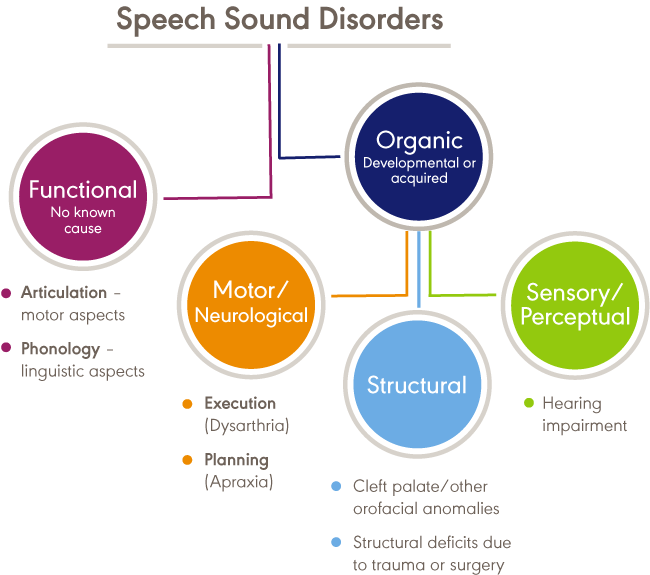 Speech Sound Disorders
Organic
Developmental or
acquired
Functional
No known
cause
Articulation –
motor aspects
Phonology –
linguistic aspects
Motor/
Neurological
Execution
(Dysarthria)
Planning
(Apraxia)
Structural
Cleft palate/other
orofacial anomalies
Structural deficits due
to trauma or surgery
Sensory/
Perceptual
Hearing
impairment